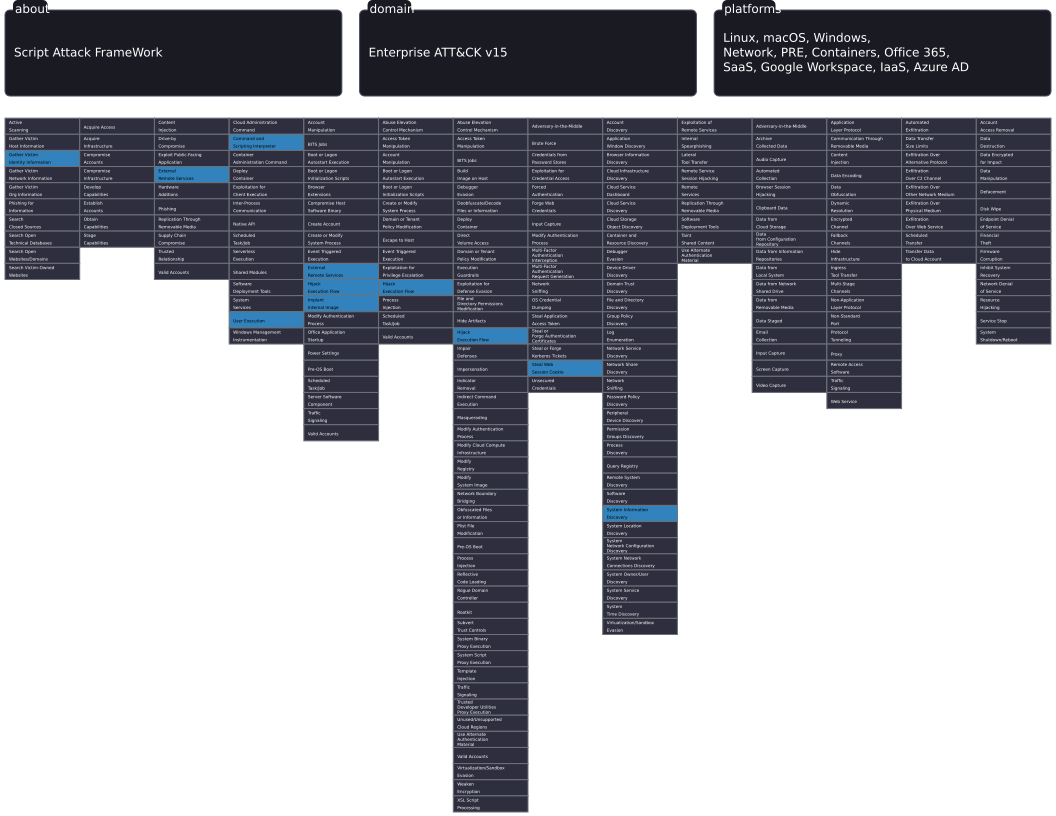 about
Script Attack FrameWork
domain
Enterprise ATT&CK v15
platforms
Linux, macOS, Windows,
Network, PRE, Containers, Office 365,
SaaS, Google Workspace, IaaS, Azure AD
Active
Scanning
Gather Victim
Host Information
Gather Victim
Identity Information
Gather Victim
Network Information
Gather Victim
Org Information
Phishing for
Information
Search
Closed Sources
Search Open
Technical Databases
Search Open
Websites/Domains
Search Victim-Owned
Websites
Acquire Access
Acquire
Infrastructure
Compromise
Accounts
Compromise
Infrastructure
Develop
Capabilities
Establish
Accounts
Obtain
Capabilities
Stage
Capabilities
Content
Injection
Drive-by
Compromise
Exploit Public-Facing
Application
External
Remote Services
Hardware
Additions
Phishing
Replication Through
Removable Media
Supply Chain
Compromise
Trusted
Relationship
Valid Accounts
Cloud Administration
Command
Command and
Scripting Interpreter
Container
Administration Command
Deploy
Container
Exploitation for
Client Execution
Inter-Process
Communication
Native API
Scheduled
Task/Job
Serverless
Execution
Shared Modules
Software
Deployment Tools
System
Services
User Execution
Windows Management
Instrumentation
Account
Manipulation
BITS Jobs
Boot or Logon
Autostart Execution
Boot or Logon
Initialization Scripts
Browser
Extensions
Compromise Host
Software Binary
Create Account
Create or Modify
System Process
Event Triggered
Execution
External
Remote Services
Hijack
Execution Flow
Implant
Internal Image
Modify Authentication
Process
Office Application
Startup
Power Settings
Pre-OS Boot
Scheduled
Task/Job
Server Software
Component
Traffic
Signaling
Valid Accounts
Abuse Elevation
Control Mechanism
Access Token
Manipulation
Account
Manipulation
Boot or Logon
Autostart Execution
Boot or Logon
Initialization Scripts
Create or Modify
System Process
Domain or Tenant
Policy Modification
Escape to Host
Event Triggered
Execution
Exploitation for
Privilege Escalation
Hijack
Execution Flow
Process
Injection
Scheduled
Task/Job
Valid Accounts
Abuse Elevation
Control Mechanism
Access Token
Manipulation
BITS Jobs
Build
Image on Host
Debugger
Evasion
Deobfuscate/Decode
Files or Information
Deploy
Container
Direct
Volume Access
Domain or Tenant
Policy Modification
Execution
Guardrails
Exploitation for
Defense Evasion
File and
Directory Permissions
Modification
Hide Artifacts
Hijack
Execution Flow
Impair
Defenses
Impersonation
Indicator
Removal
Indirect Command
Execution
Masquerading
Modify Authentication
Process
Modify Cloud Compute
Infrastructure
Modify
Registry
Modify
System Image
Network Boundary
Bridging
Obfuscated Files
or Information
Plist File
Modification
Pre-OS Boot
Process
Injection
Reflective
Code Loading
Rogue Domain
Controller
Rootkit
Subvert
Trust Controls
System Binary
Proxy Execution
System Script
Proxy Execution
Template
Injection
Traffic
Signaling
Trusted
Developer Utilities
Proxy Execution
Unused/Unsupported
Cloud Regions
Use Alternate
Authentication
Material
Valid Accounts
Virtualization/Sandbox
Evasion
Weaken
Encryption
XSL Script
Processing
Adversary-in-the-Middle
Brute Force
Credentials from
Password Stores
Exploitation for
Credential Access
Forced
Authentication
Forge Web
Credentials
Input Capture
Modify Authentication
Process
Multi-Factor
Authentication
Interception
Multi-Factor
Authentication
Request Generation
Network
Sniffing
OS Credential
Dumping
Steal Application
Access Token
Steal or
Forge Authentication
Certificates
Steal or Forge
Kerberos Tickets
Steal Web
Session Cookie
Unsecured
Credentials
Account
Discovery
Application
Window Discovery
Browser Information
Discovery
Cloud Infrastructure
Discovery
Cloud Service
Dashboard
Cloud Service
Discovery
Cloud Storage
Object Discovery
Container and
Resource Discovery
Debugger
Evasion
Device Driver
Discovery
Domain Trust
Discovery
File and Directory
Discovery
Group Policy
Discovery
Log
Enumeration
Network Service
Discovery
Network Share
Discovery
Network
Sniffing
Password Policy
Discovery
Peripheral
Device Discovery
Permission
Groups Discovery
Process
Discovery
Query Registry
Remote System
Discovery
Software
Discovery
System Information
Discovery
System Location
Discovery
System
Network Configuration
Discovery
System Network
Connections Discovery
System Owner/User
Discovery
System Service
Discovery
System
Time Discovery
Virtualization/Sandbox
Evasion
Exploitation of
Remote Services
Internal
Spearphishing
Lateral
Tool Transfer
Remote Service
Session Hijacking
Remote
Services
Replication Through
Removable Media
Software
Deployment Tools
Taint
Shared Content
Use Alternate
Authentication
Material
Adversary-in-the-Middle
Archive
Collected Data
Audio Capture
Automated
Collection
Browser Session
Hijacking
Clipboard Data
Data from
Cloud Storage
Data
from Configuration
Repository
Data from Information
Repositories
Data from
Local System
Data from Network
Shared Drive
Data from
Removable Media
Data Staged
Email
Collection
Input Capture
Screen Capture
Video Capture
Application
Layer Protocol
Communication Through
Removable Media
Content
Injection
Data Encoding
Data
Obfuscation
Dynamic
Resolution
Encrypted
Channel
Fallback
Channels
Hide
Infrastructure
Ingress
Tool Transfer
Multi-Stage
Channels
Non-Application
Layer Protocol
Non-Standard
Port
Protocol
Tunneling
Proxy
Remote Access
Software
Traffic
Signaling
Web Service
Automated
Exfiltration
Data Transfer
Size Limits
Exfiltration Over
Alternative Protocol
Exfiltration
Over C2 Channel
Exfiltration Over
Other Network Medium
Exfiltration Over
Physical Medium
Exfiltration
Over Web Service
Scheduled
Transfer
Transfer Data
to Cloud Account
Account
Access Removal
Data
Destruction
Data Encrypted
for Impact
Data
Manipulation
Defacement
Disk Wipe
Endpoint Denial
of Service
Financial
Theft
Firmware
Corruption
Inhibit System
Recovery
Network Denial
of Service
Resource
Hijacking
Service Stop
System
Shutdown/Reboot